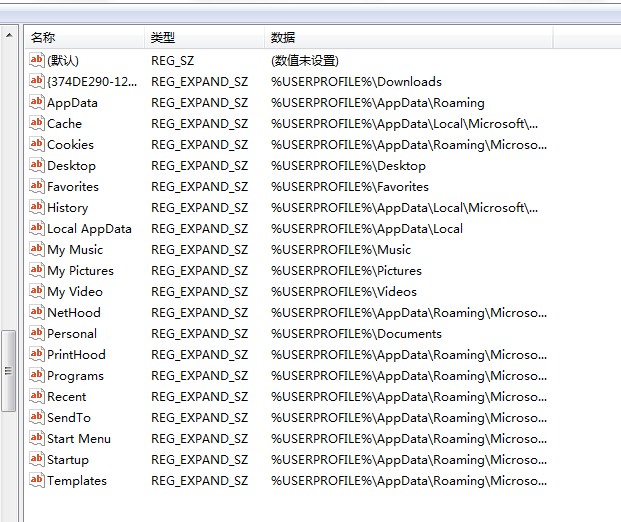 名称 类型 数据
(默认) REG_SZ (数值未设置)
{374DE290-12... REG_EXPAND_SZ %USERPROFILE%\Downloads
AppData REG_EXPAND_SZ %USERPROFILE%\AppData\Roaming
Cache REG_EXPAND_SZ %USERPROFILE%\AppData\Local\Microsoft\...
Cookies REG_EXPAND_SZ %USERPROFILE%\AppData\Roaming\Microso...
Desktop REG_EXPAND_SZ %USERPROFILE%\Desktop
Favorites REG_EXPAND_SZ %USERPROFILE%\Favorites
History REG_EXPAND_SZ %USERPROFILE%\AppData\Local\Microsoft\...
Local AppData REG_EXPAND_SZ %USERPROFILE%\AppData\Local
My Music REG_EXPAND_SZ %USERPROFILE%\Music
My Pictures REG_EXPAND_SZ %USERPROFILE%\Pictures
My Video REG_EXPAND_SZ %USERPROFILE%\Videos
NetHood REG_EXPAND_SZ %USERPROFILE%\AppData\Roaming\Microso...
Personal REG_EXPAND_SZ %USERPROFILE%\Documents
PrintHood REG_EXPAND_SZ %USERPROFILE%\AppData\Roaming\Microso...
Programs REG_EXPAND_SZ %USERPROFILE%\AppData\Roaming\Microso...
Recent REG_EXPAND_SZ %USERPROFILE%\AppData\Roaming\Microso...
SendTo REG_EXPAND_SZ %USERPROFILE%\AppData\Roaming\Microso...
Start Menu REG_EXPAND_SZ %USERPROFILE%\AppData\Roaming\Microso...
Startup REG_EXPAND_SZ %USERPROFILE%\AppData\Roaming\Microso...
Templates REG_EXPAND_SZ %USERPROFILE%\AppData\Roaming\Microso...